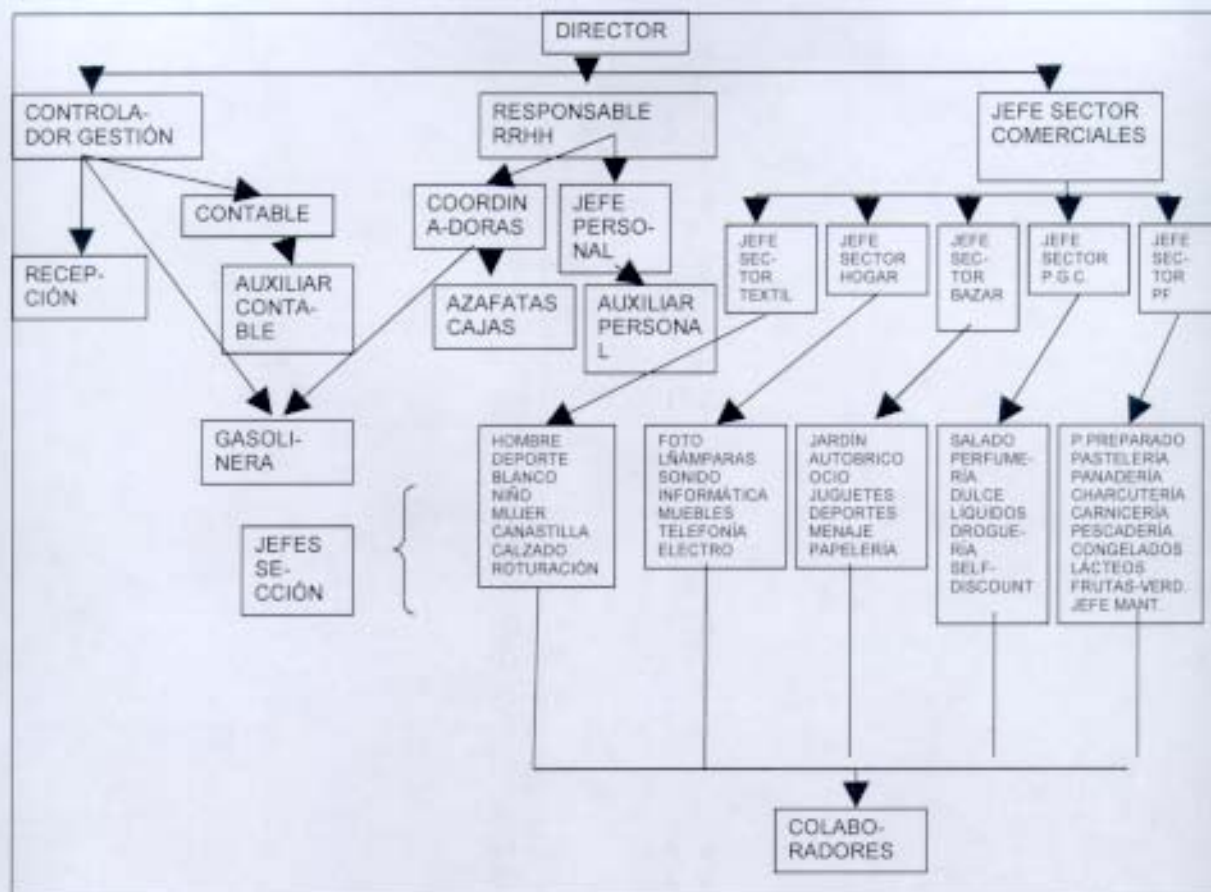 DIRECTOR
CONTROLA-
DOR GESTIÓN
RESPONSABLE
RRHH
JEFE SECTOR
COMERCIALES
CONTABLE
COORDIN
A-DORAS
JEFE
PERSO-
NAL
JEFE
SEC-
TOR
TEXTIL
JEFE
SECTOR
HOGAR
JEFE
SEC-
TOR
BAZAR
JEFE
SECTOR
P.G.C.
JEFE
SEC-
TOR
PF
RECEP-
CIÓN
AUXILIAR
CONTA-
BLE
AZAFATAS
CAJAS
AUXILIAR
PERSONA
L
GASOLI-
NERA
JEFES
SE-
CCIÓN
HOMBRE
DEPORTE
BLANCO
NIÑO
MUJER
CANASTILLA
CALZADO
ROTURACIÓN
FOTO
LÑÁMPARAS
SONIDO
INFORMÁTICA
MUEBLES
TELEFONÍA
ELECTRO
JARDÍN
AUTOBRICO
OCIO
JUGUETES
DEPORTES
MENAJE
PAPELERÍA
SALADO
PERFUME-
RÍA
DULCE
LÍQUIDOS
DROGUE-
RÍA
SELF-
DISCOUNT
P.PREPARADO
PASTELERÍA
PANADERÍA
CHARCUTERÍA
CARNICERÍA
PESCADERÍA
CONGELADOS
LÁCTEOS
FRUTAS-VERD.
JEFE MANT.
COLABO-
RADORES